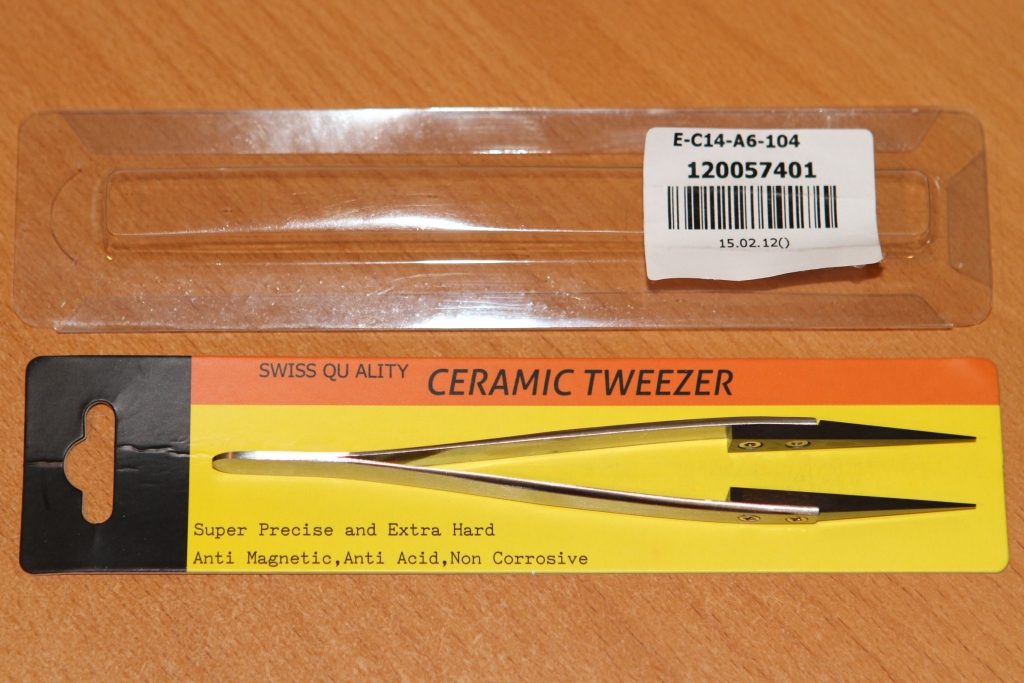 E-C14-A6-104
120057401
15.02.12()
SWISS QU ALITY CERAMIC TWEEZER
Super Precise and Extra Hard
Anti Magnetic,Anti Acid,Non Corrosive